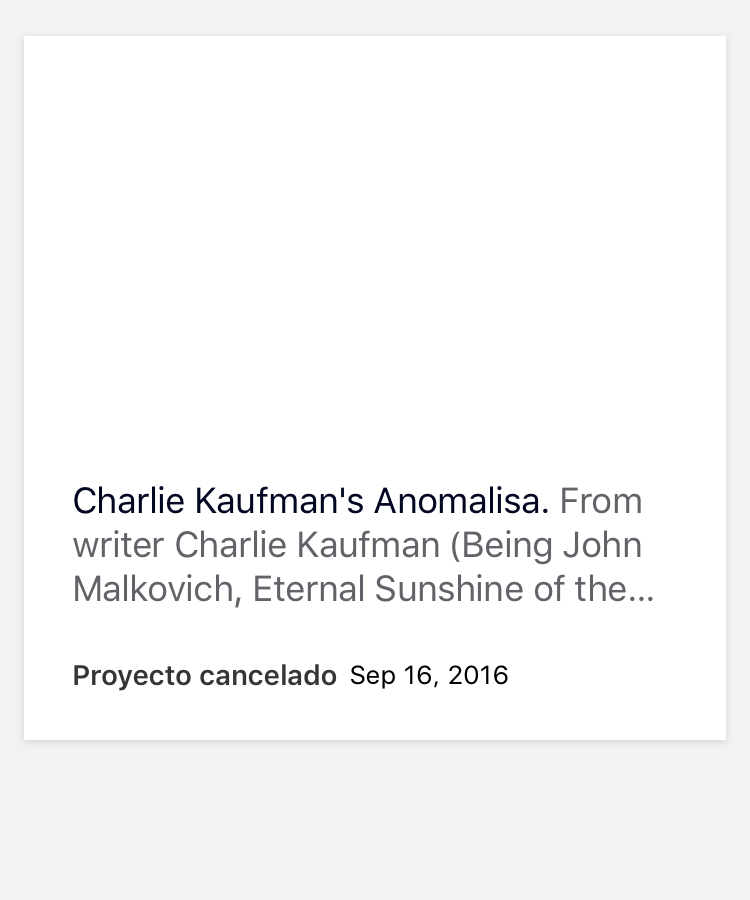 Charlie Kaufman's Anomalisa. From
writer Charlie Kaufman (Being John
Malkovich, Eternal Sunshine of the...
Proyecto cancelado Sep 16, 2016